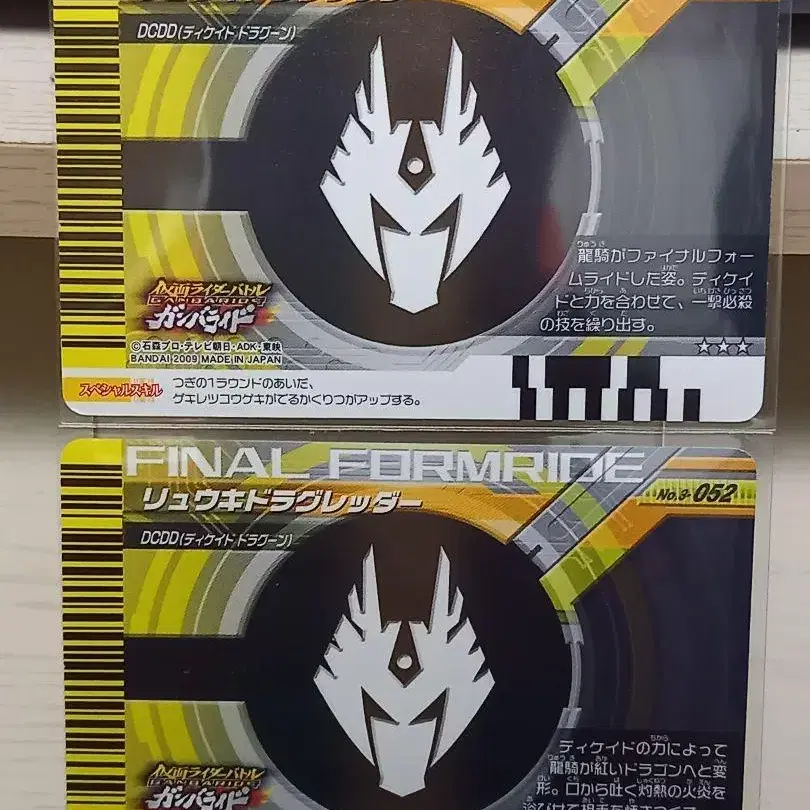 DCDD(ディケイドドラグーン)
龍騎がファイナルフォー
ムライドした姿。ディケイ
ドと力を合わせて、一撃必殺
の技を繰り出す。
仮面ライダーバトル
GANBARIDE
ガンバライド
©石森プロ・テレビ朝日・ADK・東映
BANDAI 2009 MADE IN JAPAN
★★★
スペシャルスキル
つぎの1ラウンドのあいだ、
ゲキレツコウゲキがでるかくりつがアップする。
FINAL FORMRIDE
リュウキドラグレッダー
No.3-052
DCDD(ディケイドドラグーン)
ディケイドの力によって
龍騎が紅いドラゴンへと変
形。口から吐く灼熱の火炎を
仮面ライダーバトル
GANBARIDE
ガンバライド